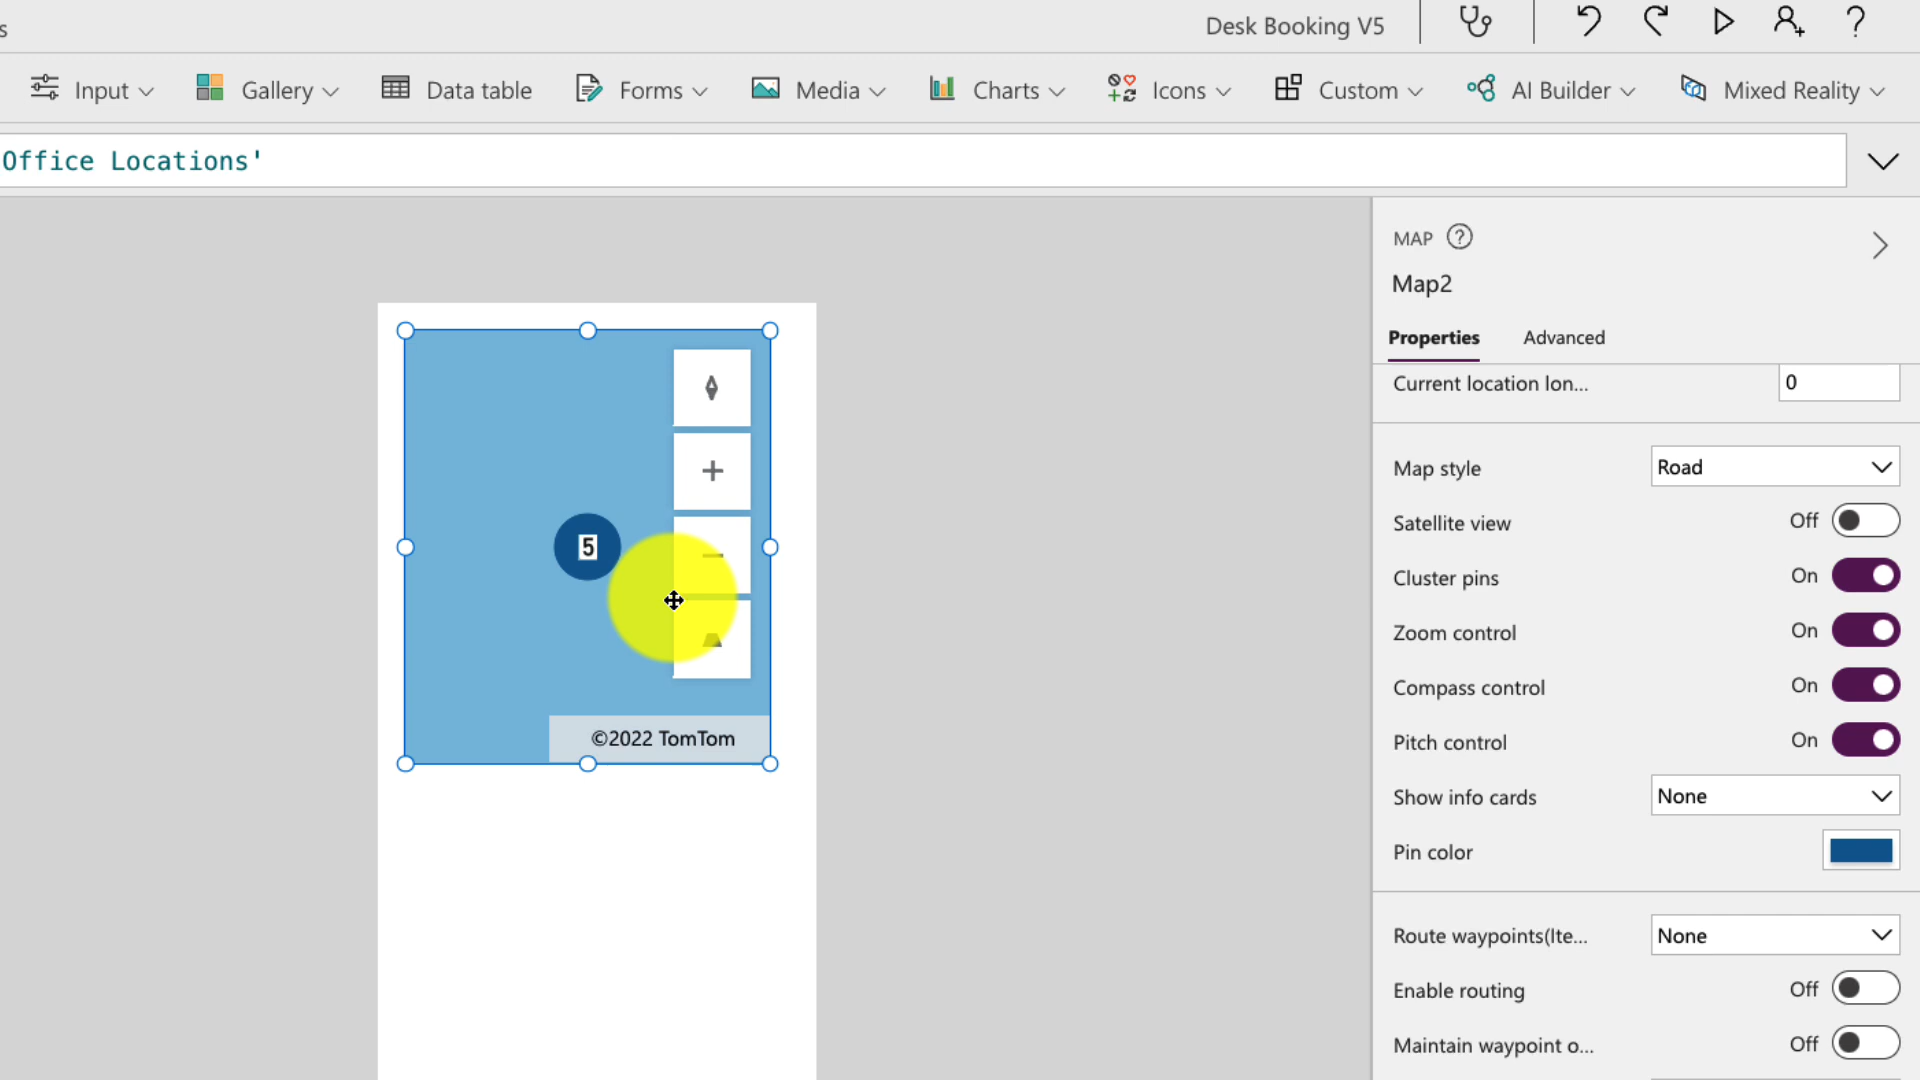 s
Desk Booking V5
Input
Gallery
Data table
Forms
Media
Charts
Icons
Custom
AI Builder
Mixed Reality
Office Locations'
MAP
Map2
Properties
Advanced
Current location lon... 0
Map style Road
Satellite view Off
Cluster pins On
Zoom control On
Compass control On
Pitch control On
Show info cards None
Pin color
Route waypoints(Ite... None
Enable routing Off
Maintain waypoint o... Off
5
©2022 TomTom